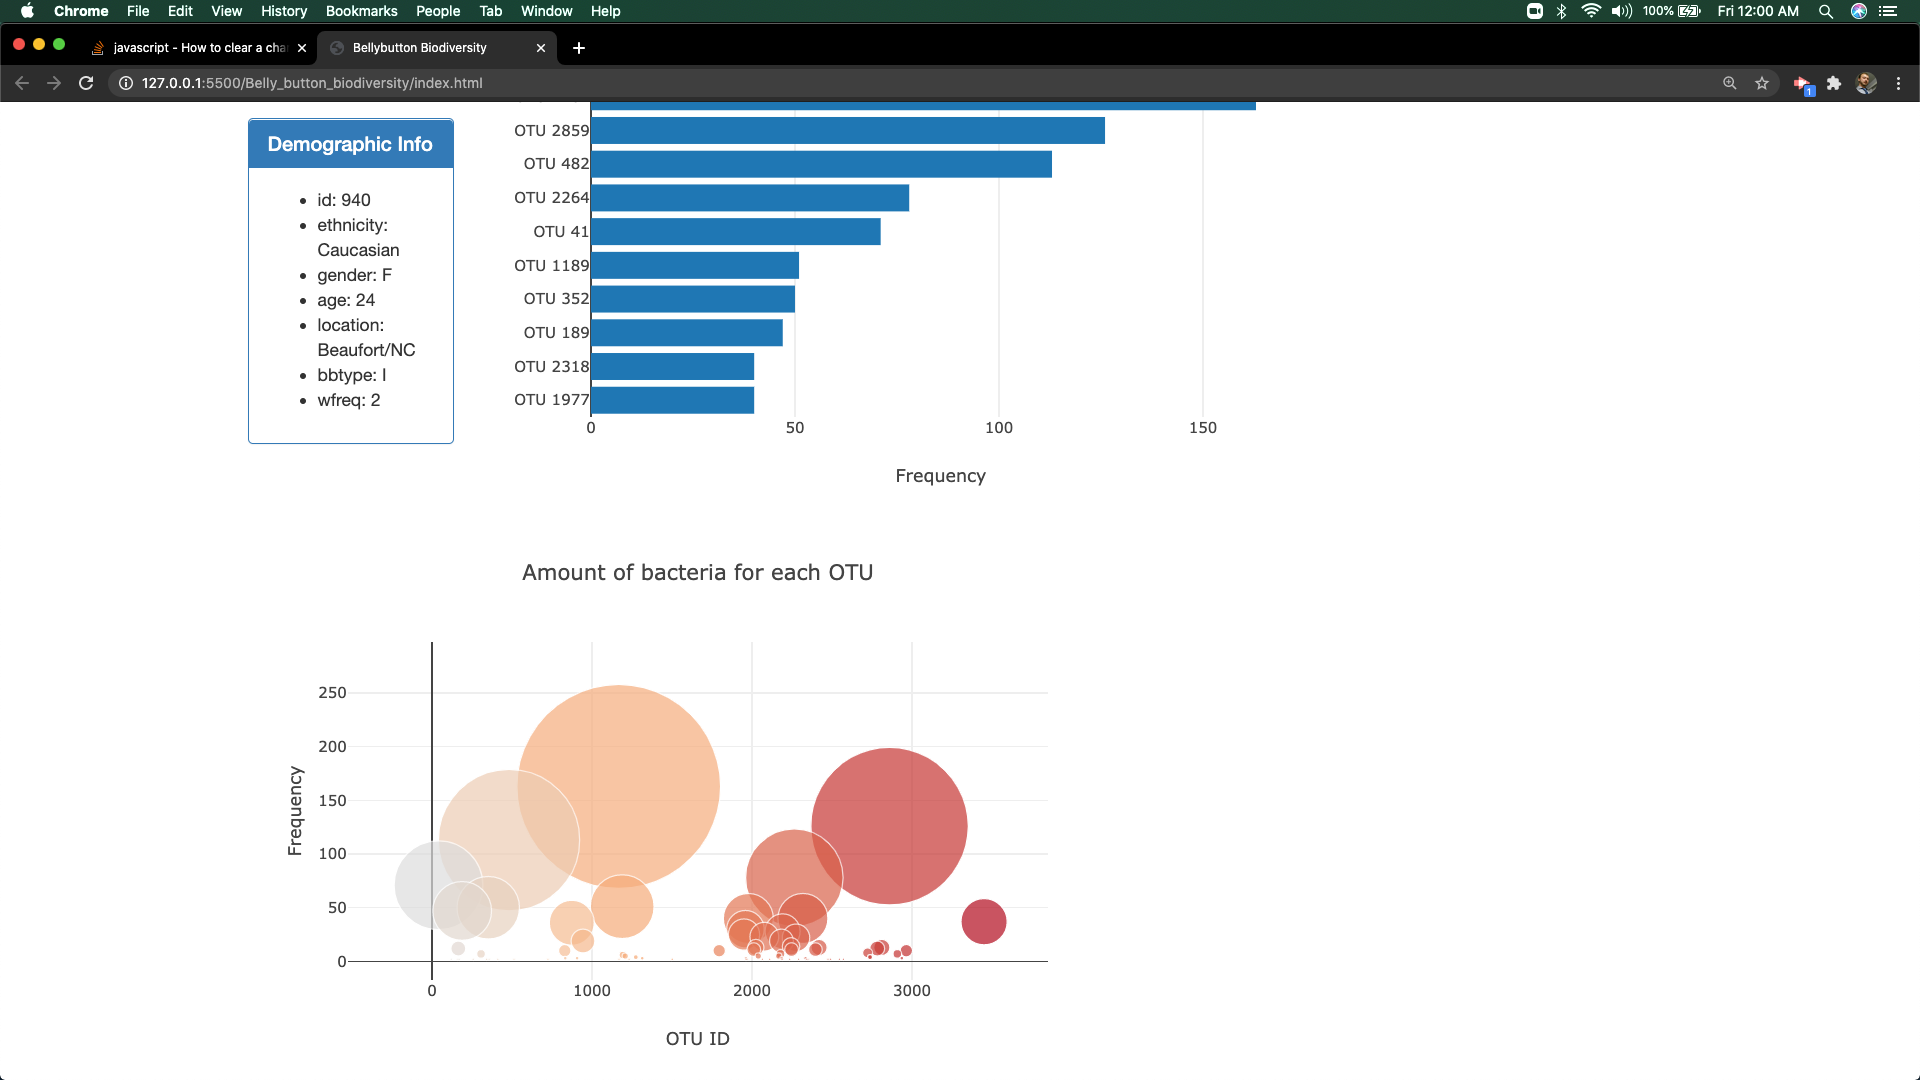 Chrome File Edit View History Bookmarks People Tab Window Help 100% Fri 12:00 AM
javascript - How to clear a cha Bellybutton Biodiversity
127.0.0.1:5500/Belly_button_biodiversity/index.html 1
Demographic Info
id: 940
ethnicity:
Caucasian
gender: F
age: 24
location:
Beaufort/NC
bbtype: I
wfreq: 2
OTU 2859
OTU 482
OTU 2264
OTU 41
OTU 1189
OTU 352
OTU 189
OTU 2318
OTU 1977
0 50 100 150
Frequency
Amount of bacteria for each OTU
Frequency
250
200
150
100
50
0
0 1000 2000 3000
OTU ID